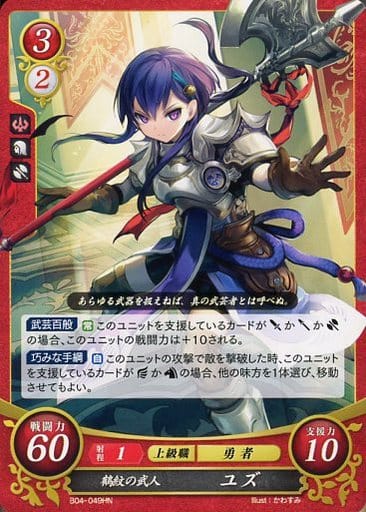 3
2
あらゆる武器を扱えねば、真の武芸者とは呼べぬ。
武芸百般 常 このユニットを支援しているカードが か か
の場合、このユニットの戦闘力は+10される。
巧みな手綱 自 このユニットの攻撃で敵を撃破した時、このユニッ
トを支援しているカードが か の場合、他の味方を1体選び、移動
させてもよい。
戦闘力
60
射程 1 上級職 勇者
支援力
10
鶴紋の武人 ユズ
B04-049HN
Illust:かわすみ